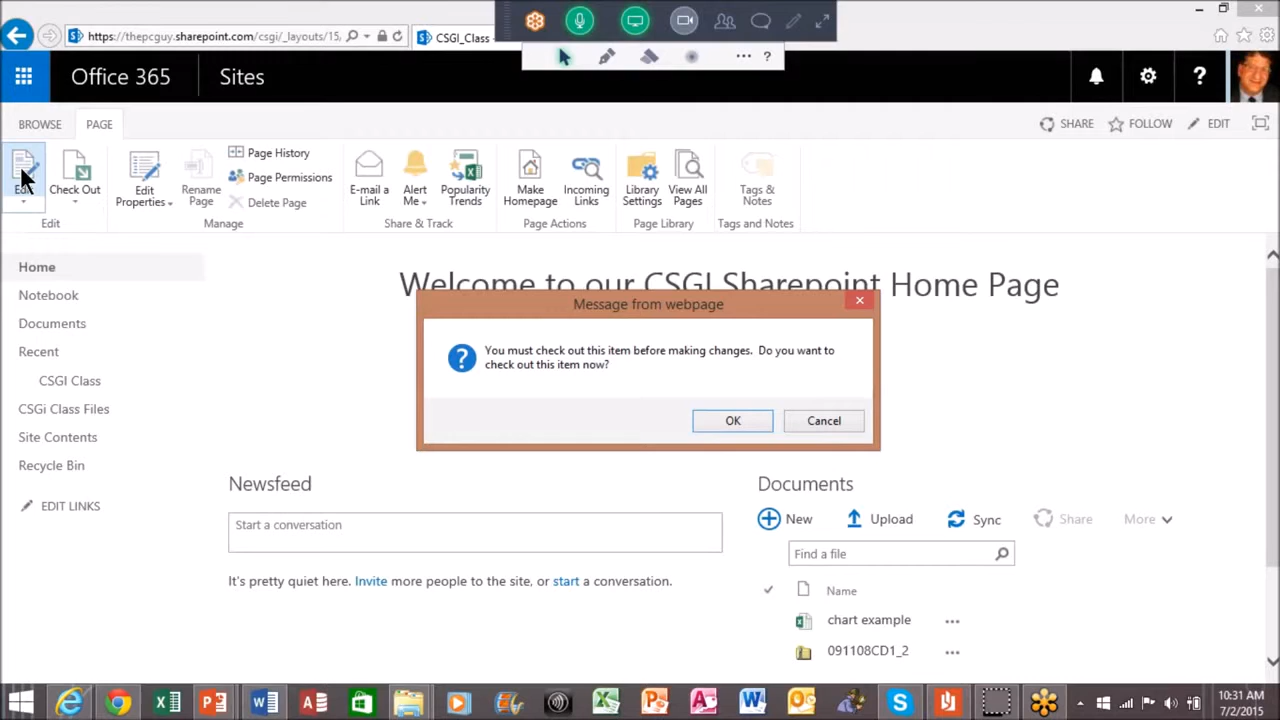 https://thepcguy.sharepoint.com/csgi/_layouts/15,
CSGI_Class
... ?
Office 365
Sites
?
BROWSE
PAGE
SHARE
FOLLOW
EDIT
Check Out
Edit
Properties
Rename
Page
Page History
Page Permissions
Delete Page
E-mail a
Link
Alert
Me
Popularity
Trends
Make
Homepage
Incoming
Links
Library
Settings
View All
Pages
Tags &
Notes
Edit
Manage
Share & Track
Page Actions
Page Library
Tags and Notes
Home
Notebook
Documents
Recent
CSGI Class
CSGi Class Files
Site Contents
Recycle Bin
EDIT LINKS
Welcome to our CSGI Sharepoint Home Page
Message from webpage
You must check out this item before making changes. Do you want to
check out this item now?
OK
Cancel
Newsfeed
Start a conversation
It's pretty quiet here. Invite more people to the site, or start a conversation.
Documents
New
Upload
Sync
Share
More
Find a file
Name
chart example ...
091108CD1_2 ...
10:31 AM
7/2/2015